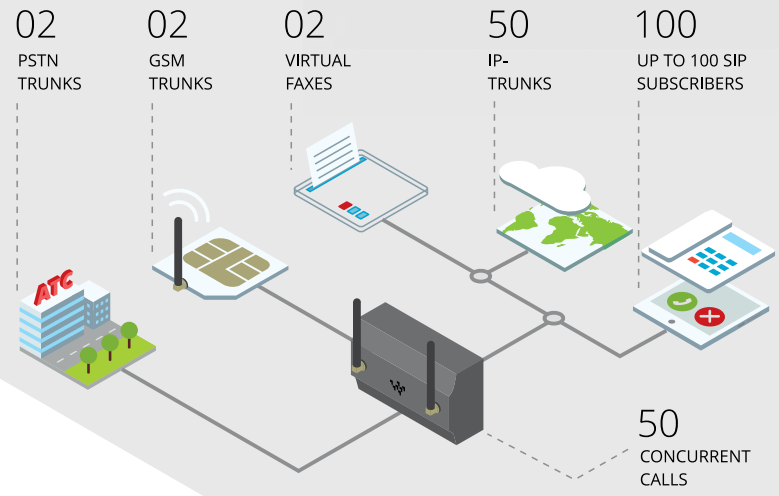 02
PSTN
TRUNKS
02
GSM
TRUNKS
02
VIRTUAL
FAXES
50
IP-
TRUNKS
100
UP TO 100 SIP
SUBSCRIBERS
ATC
50
CONCURRENT
CALLS